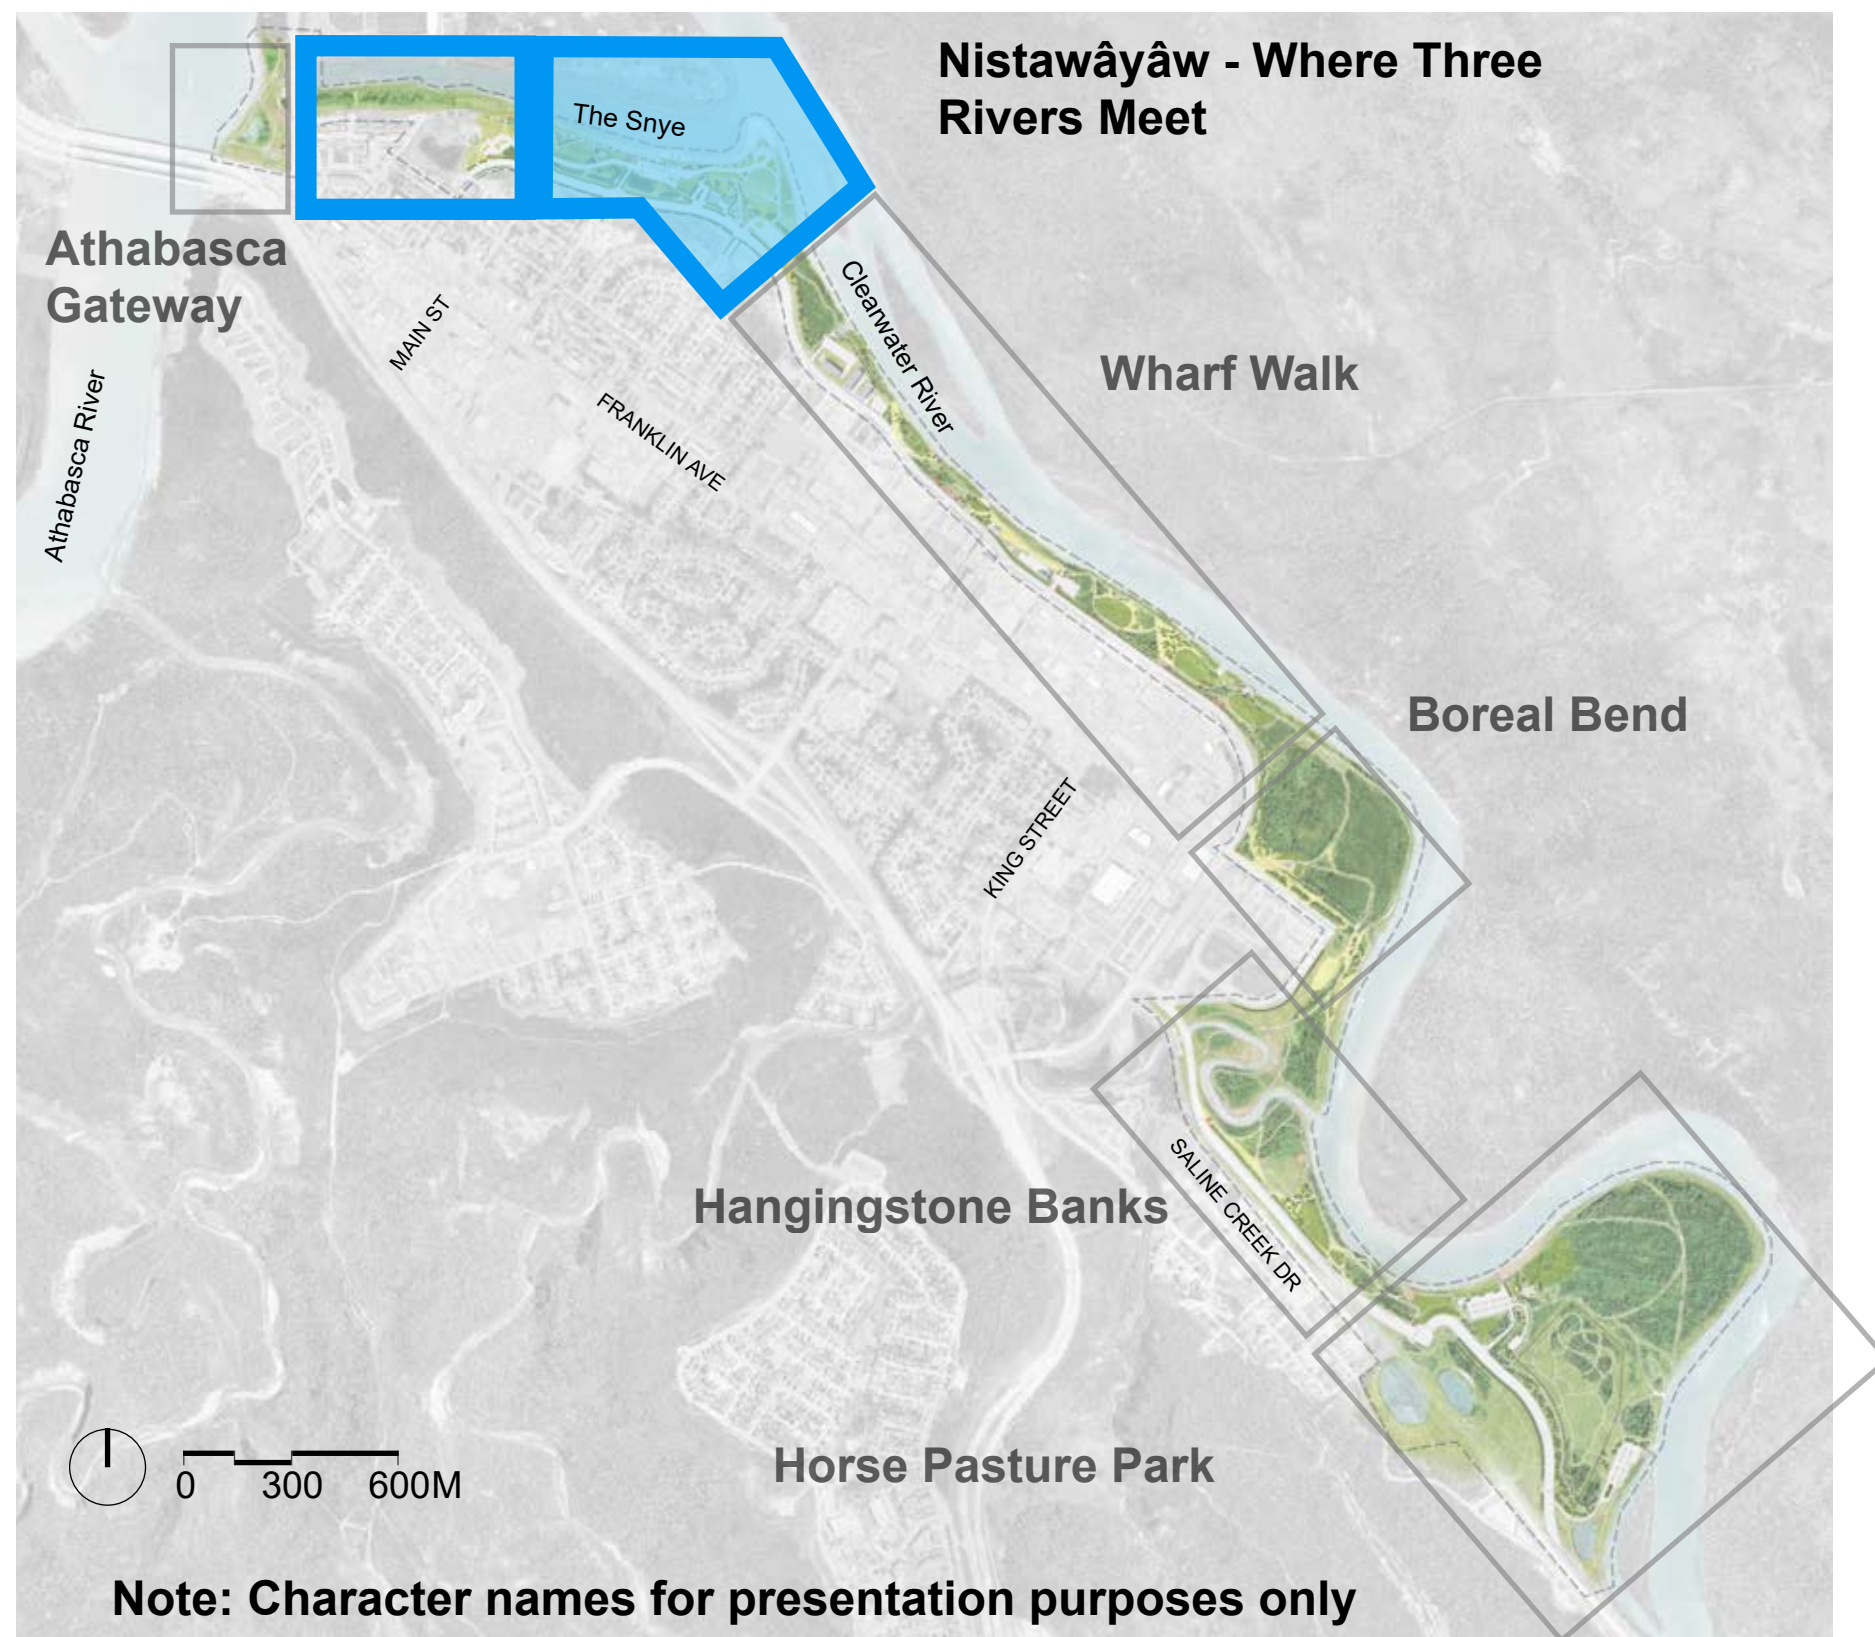 Nistawâyâw - Where Three
Rivers Meet
The Snye
Athabasca
Gateway
MAIN ST
Clearwater River
Wharf Walk
Athabasca River
FRANKLIN AVE
Boreal Bend
KING STREET
Hangingstone Banks
SALINE CREEK DR
Horse Pasture Park
0 300 600M
Note: Character names for presentation purposes only